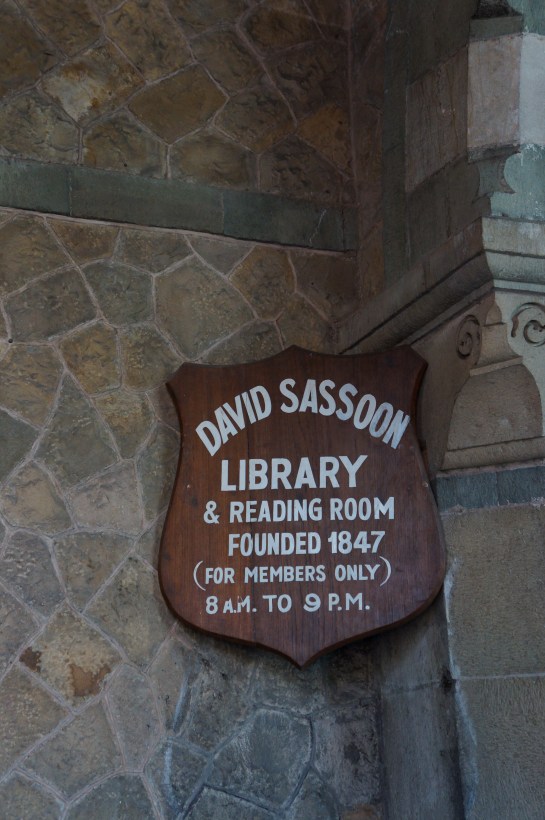 DAVID SASSOON
LIBRARY
& READING ROOM
FOUNDED 1847
(FOR MEMBERS ONLY)
8 A.M. TO 9 P.M.